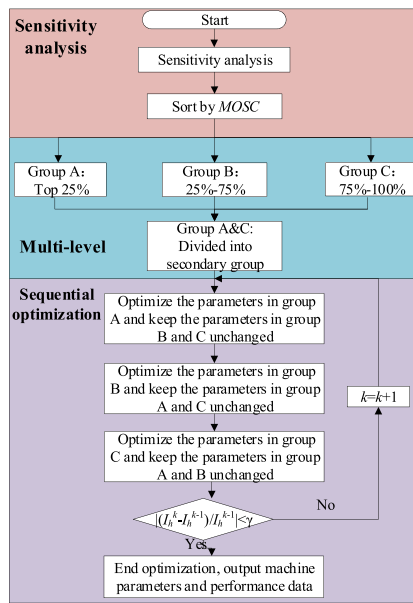 Sensitivity
analysis
Start
Sensitivity analysis
Sort by MOSC
Group A:
Top 25%
Group B:
25%-75%
Group C:
75%-100%
Multi-level
Group A&C:
Divided into
secondary group
Sequential
optimization
Optimize the parameters in group
A and keep the parameters in group
B and C unchanged
Optimize the parameters in group
B and keep the parameters in group
A and C unchanged
k=k+1
Optimize the parameters in group
C and keep the parameters in group
A and B unchanged
|(I_h^k-I_h^{k-1})/I_h^{k-1}|<γ
No
Yes
End optimization, output machine
parameters and performance data